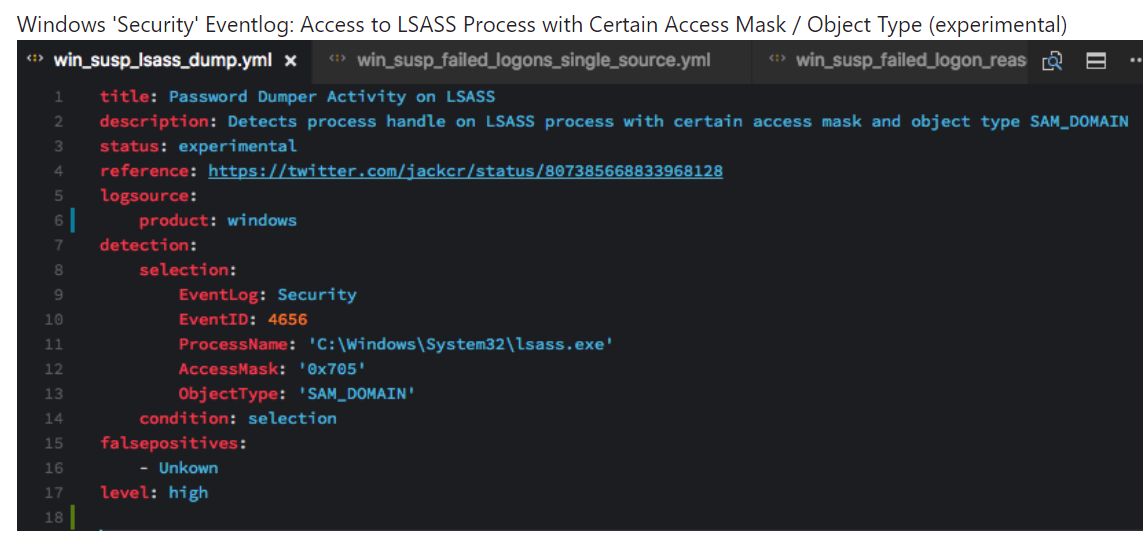 Windows 'Security' Eventlog: Access to LSASS Process with Certain Access Mask / Object Type (experimental)
win_susp_lsass_dump.yml × win_susp_failed_logons_single_source.yml win_susp_failed_logon_reas
1 title: Password Dumper Activity on LSASS
2 description: Detects process handle on LSASS process with certain access mask and object type SAM_DOMAIN
3 status: experimental
4 reference: https://twitter.com/jackcr/status/807385668833968128
5 logsource:
6     product: windows
7 detection:
8     selection:
9         EventLog: Security
10         EventID: 4656
11         ProcessName: 'C:\Windows\System32\lsass.exe'
12         AccessMask: '0x705'
13         ObjectType: 'SAM_DOMAIN'
14     condition: selection
15 falsepositives:
16     - Unkown
17 level: high
18